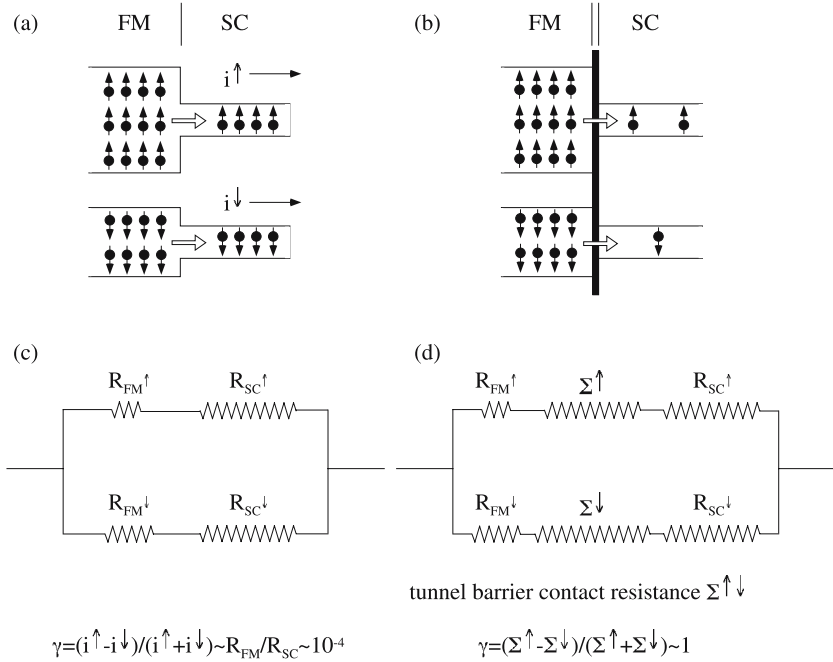 (a) FM SC
i↑
i↓
(b) FM SC
(c)
R_FM↑ R_SC↑
R_FM↓ R_SC↓
γ=(i↑-i↓)/(i↑+i↓)~R_FM/R_SC~10⁻⁴
(d)
R_FM↑ Σ↑ R_SC↑
R_FM↓ Σ↓ R_SC↓
tunnel barrier contact resistance Σ↑↓
γ=(Σ↑-Σ↓)/(Σ↑+Σ↓)~1